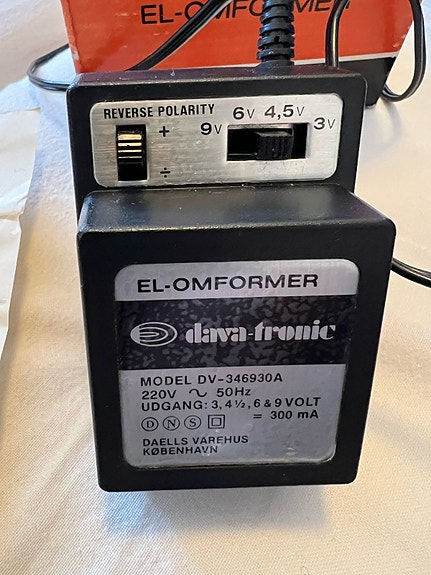 EL-OMFORMER
REVERSE POLARITY
+
÷
9V 6V 4,5V 3V
EL-OMFORMER
dava-tronic
MODEL DV-346930A
220V ∿ 50Hz
UDGANG: 3, 4½, 6 & 9 VOLT
D N S = 300 mA
DAELLS VAREHUS
KØBENHAVN